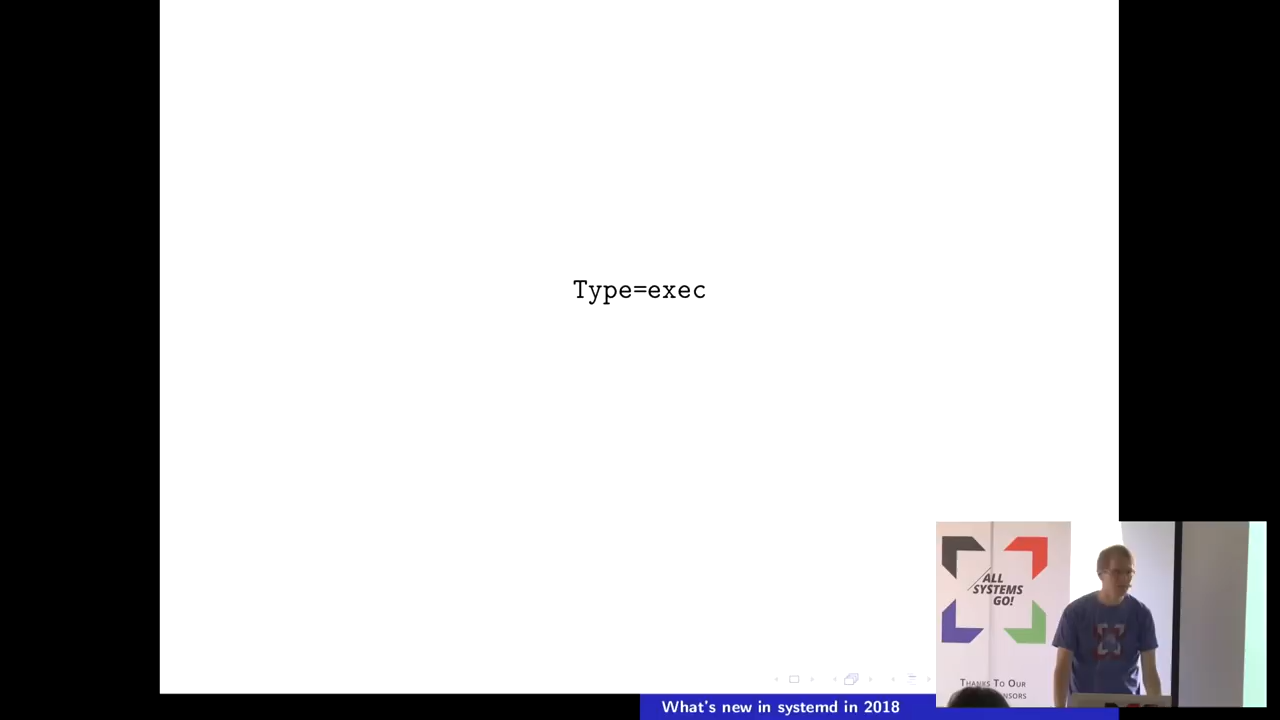 Type=exec
ALL
SYSTEMS
GO!
THANKS TO OUR
What's new in systemd in 2018